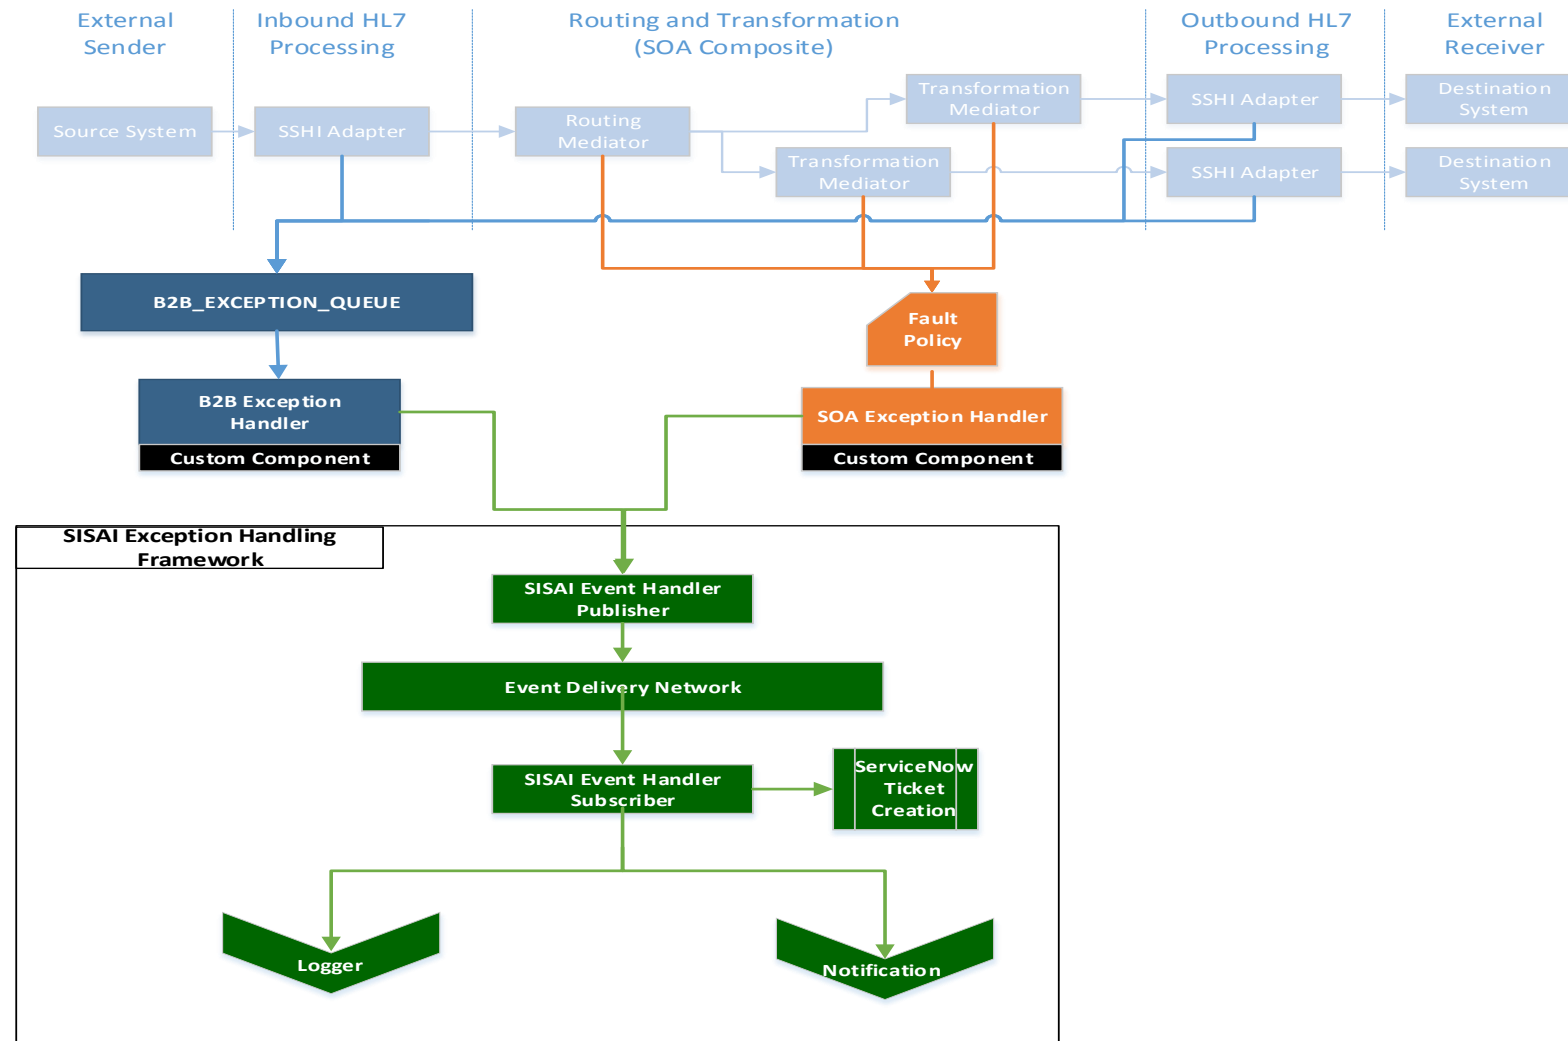 External
Sender
Inbound HL7
Processing
Routing and Transformation
(SOA Composite)
Outbound HL7
Processing
External
Receiver
Source System
SSHI Adapter
Routing
Mediator
Transformation
Mediator
Transformation
Mediator
SSHI Adapter
SSHI Adapter
Destination
System
Destination
System
B2B_EXCEPTION_QUEUE
Fault
Policy
B2B Exception
Handler
Custom Component
SOA Exception Handler
Custom Component
SISAI Exception Handling
Framework
SISAI Event Handler
Publisher
Event Delivery Network
SISAI Event Handler
Subscriber
ServiceNow
Ticket
Creation
Logger
Notification